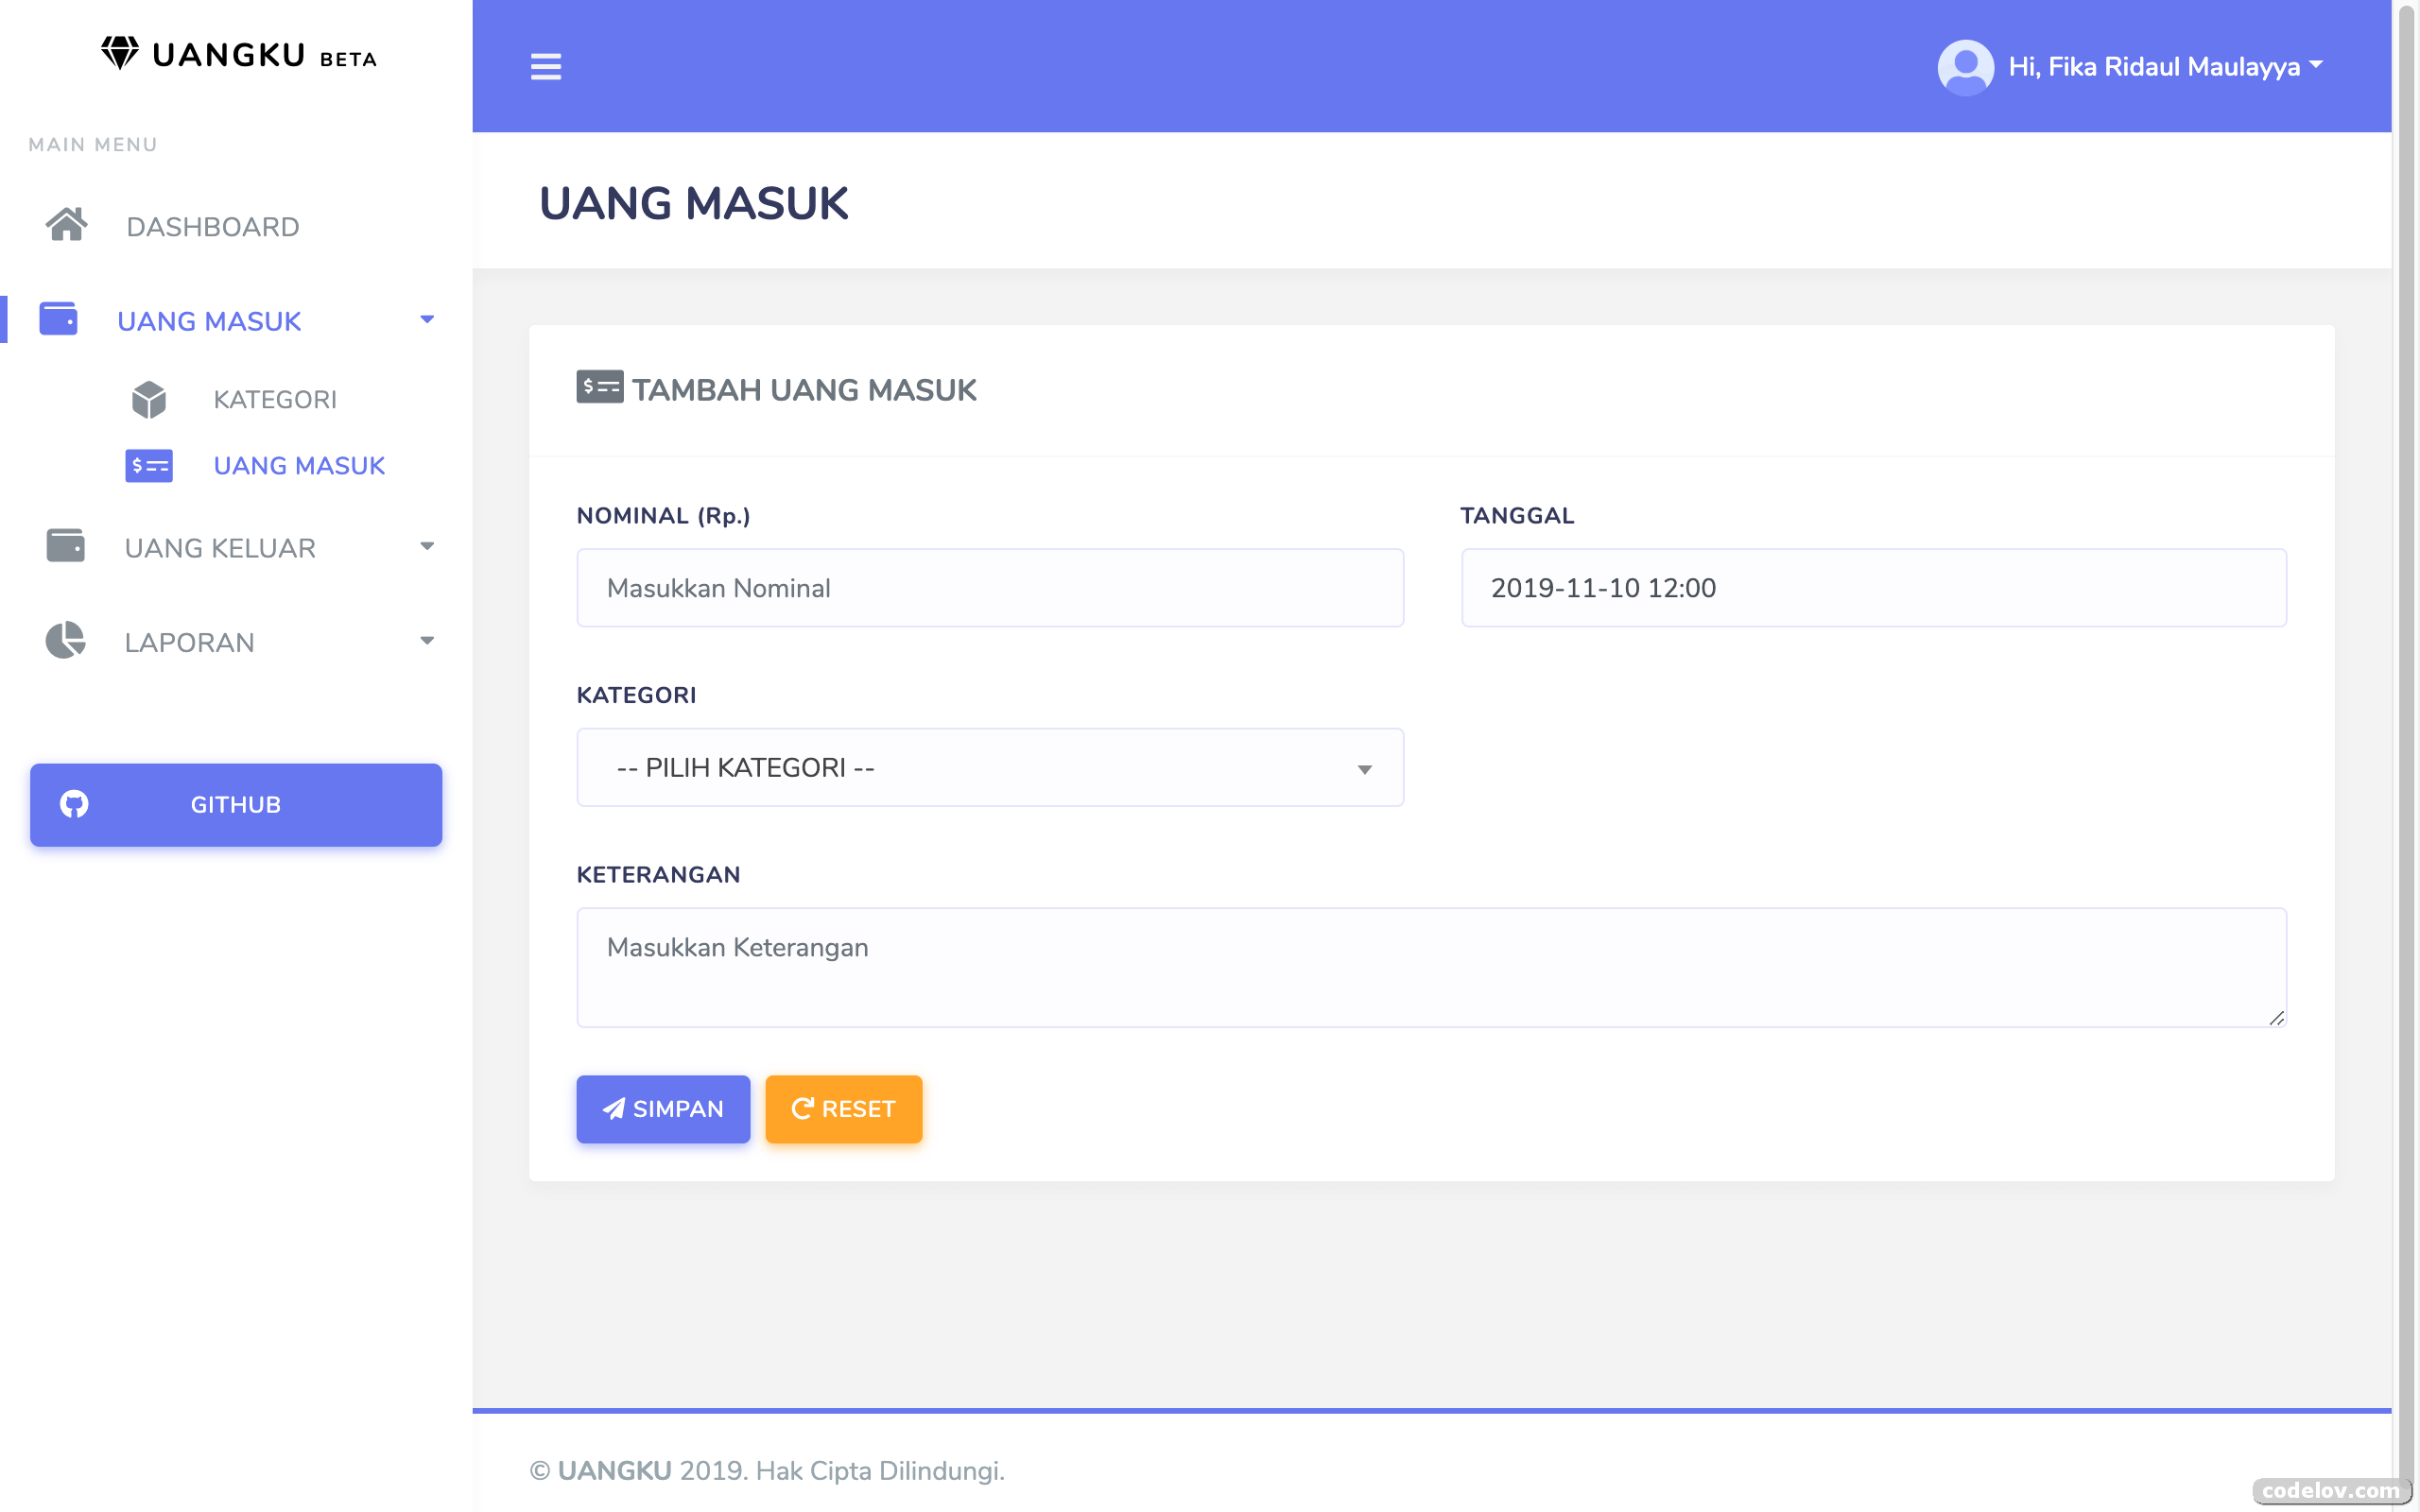 UANGKU BETA
MAIN MENU
DASHBOARD
UANG MASUK
KATEGORI
UANG MASUK
UANG KELUAR
LAPORAN
GITHUB
Hi, Fika Ridaul Maulayya
UANG MASUK
TAMBAH UANG MASUK
NOMINAL (Rp.)
Masukkan Nominal
TANGGAL
2019-11-10 12:00
KATEGORI
-- PILIH KATEGORI --
KETERANGAN
Masukkan Keterangan
SIMPAN
RESET
© UANGKU 2019. Hak Cipta Dilindungi.
codelov.com